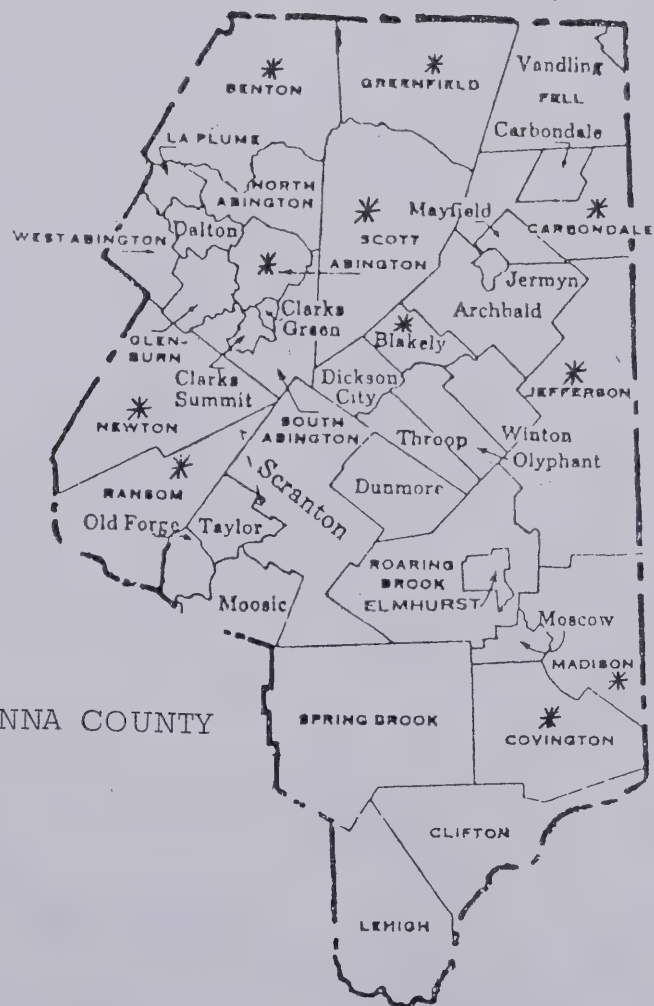 Vandling
BENTON
GREENFIELD
FELL
Carbondale
LA PLUME
NORTH
ABINGTON
Mayfield
CARBONDALE
WEST ABINGTON
Dalton
SCOTT
ABINGTON
Jermyn
Archbald
Clarks
Green
Blakely
GLEN-
BURN
Clarks
Summit
Dickson
City
JEFFERSON
NEWTON
SOUTH
ABINGTON
Throop
Winton
Olyphant
RANSOM
Scranton
Dunmore
Old Forge
Taylor
ROARING
BROOK
ELMHURST
Moosic
Moscow
MADISON
NNA COUNTY
SPRING BROOK
COVINGTON
CLIFTON
LEHIGH